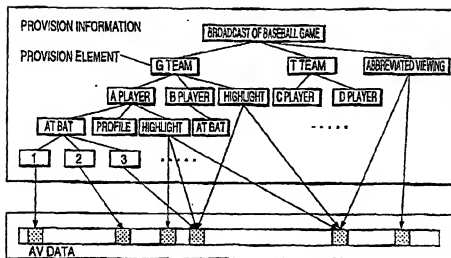 PROVISION INFORMATION
BROADCAST OF BASEBALL GAME
PROVISION ELEMENT
G TEAM
T TEAM
ABBREVIATED VIEWING
A PLAYER
B PLAYER
HIGHLIGHT
C PLAYER
D PLAYER
AT BAT
PROFILE
HIGHLIGHT
AT BAT
1
2
3
AV DATA